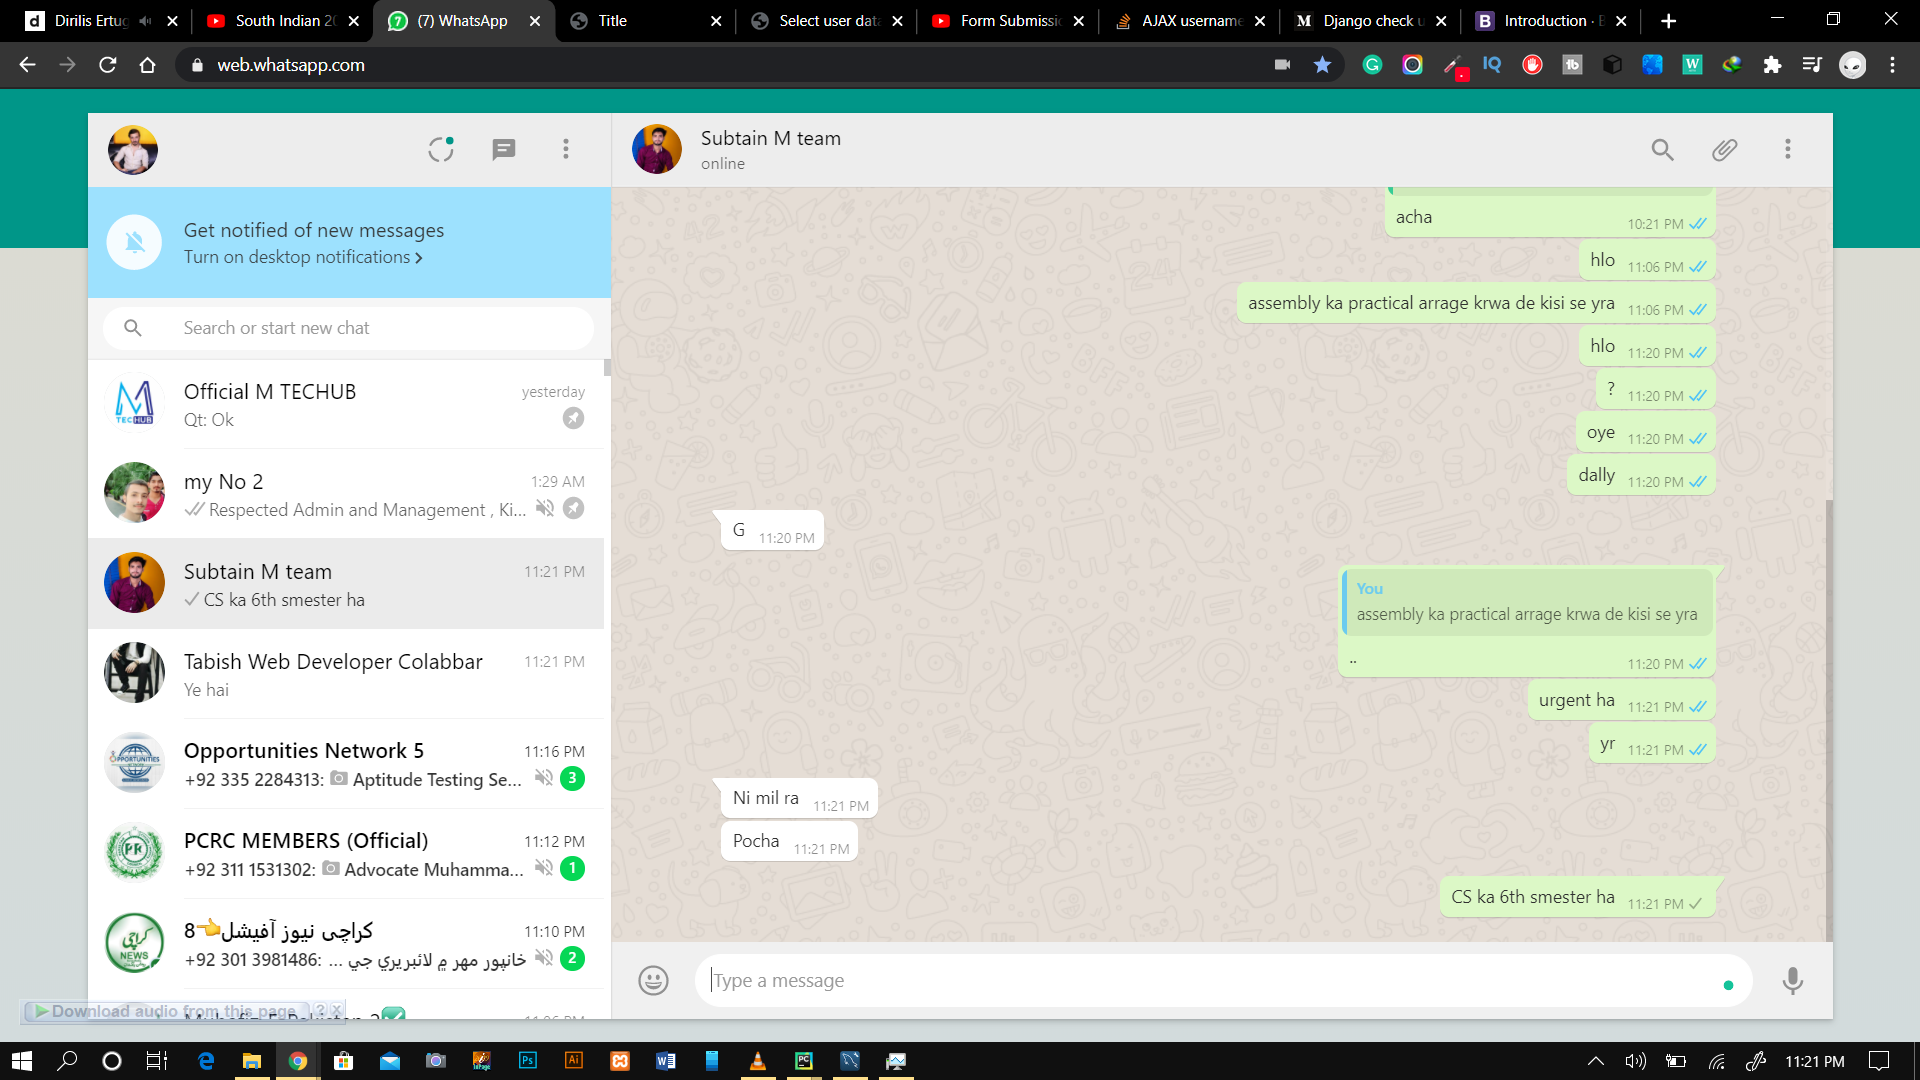 Dirilis Ertug
South Indian 20
(7) WhatsApp
Title
Select user data
Form Submissio
AJAX username
Django check u
Introduction · B
web.whatsapp.com
Subtain M team
online
Get notified of new messages
Turn on desktop notifications >
Search or start new chat
Official M TECHUB
yesterday
Qt: Ok
my No 2
1:29 AM
Respected Admin and Management , Ki...
Subtain M team
11:21 PM
CS ka 6th smester ha
Tabish Web Developer Colabbar
11:21 PM
Ye hai
Opportunities Network 5
11:16 PM
+92 335 2284313: 📷 Aptitude Testing Se...
3
PCRC MEMBERS (Official)
11:12 PM
+92 311 1531302: 📷 Advocate Muhamma...
1
کراچی نیوز آفیشل👈8
11:10 PM
+92 301 3981486: خانپور مهر ۾ لائبريري جي ...
2
Download audio from this page ? X
acha
10:21 PM
hlo
11:06 PM
assembly ka practical arrage krwa de kisi se yra
11:06 PM
hlo
11:20 PM
?
11:20 PM
oye
11:20 PM
dally
11:20 PM
G
11:20 PM
You
assembly ka practical arrage krwa de kisi se yra
..
11:20 PM
urgent ha
11:21 PM
yr
11:21 PM
Ni mil ra
11:21 PM
Pocha
11:21 PM
CS ka 6th smester ha
11:21 PM
Type a message
11:21 PM